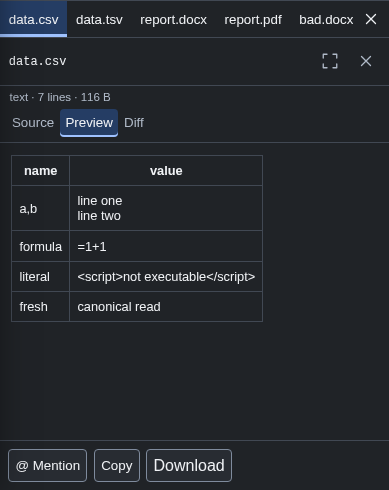 data.csv data.tsv report.docx report.pdf bad.docx
data.csv
text · 7 lines · 116 B
Source Preview Diff
name value
a,b line one
line two
formula =1+1
literal <script>not executable</script>
fresh canonical read
@ Mention Copy Download